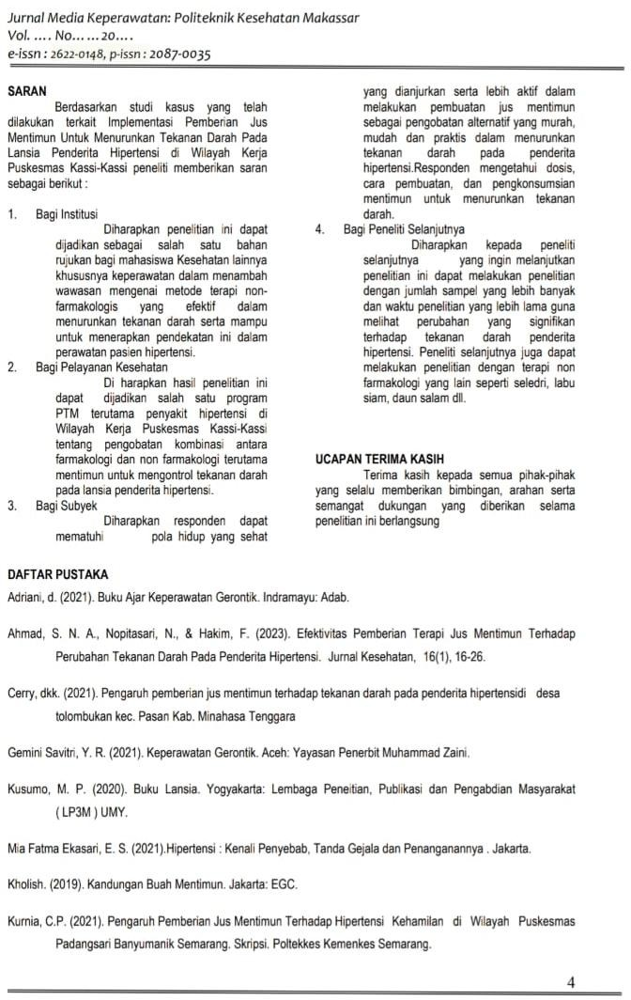 Jurnal Media Keperawatan: Politeknik Kesehatan Makassar
Vol. .... No... ... 20....
e-issn : 2622-0148, p-issn : 2087-0035
SARAN
Berdasarkan studi kasus yang telah
dilakukan terkait Implementasi Pemberian Jus
Mentimun Untuk Menurunkan Tekanan Darah Pada
Lansia Penderita Hipertensi di Wilayah Kerja
Puskesmas Kassi-Kassi peneliti memberikan saran
sebagai berikut :
1. Bagi Institusi
Diharapkan penelitian ini dapat
dijadikan sebagai salah satu bahan
rujukan bagi mahasiswa Kesehatan lainnya
khususnya keperawatan dalam menambah
wawasan mengenai metode terapi non-
farmakologis yang efektif dalam
menurunkan tekanan darah serta mampu
untuk menerapkan pendekatan ini dalam
perawatan pasien hipertensi.
2. Bagi Pelayanan Kesehatan
Di harapkan hasil penelitian ini
dapat dijadikan salah satu program
PTM terutama penyakit hipertensi di
Wilayah Kerja Puskesmas Kassi-Kassi
tentang pengobatan kombinasi antara
farmakologi dan non farmakologi terutama
mentimun untuk mengontrol tekanan darah
pada lansia penderita hipertensi.
3. Bagi Subyek
Diharapkan responden dapat
mematuhi pola hidup yang sehat
yang dianjurkan serta lebih aktif dalam
melakukan pembuatan jus mentimun
sebagai pengobatan alternatif yang murah,
mudah dan praktis dalam menurunkan
tekanan darah pada penderita
hipertensi.Responden mengetahui dosis,
cara pembuatan, dan pengkonsumsian
mentimun untuk menurunkan tekanan
darah.
4. Bagi Peneliti Selanjutnya
Diharapkan kepada peneliti
selanjutnya yang ingin melanjutkan
penelitian ini dapat melakukan penelitian
dengan jumlah sampel yang lebih banyak
dan waktu penelitian yang lebih lama guna
melihat perubahan yang signifikan
terhadap tekanan darah penderita
hipertensi. Peneliti selanjutnya juga dapat
melakukan penelitian dengan terapi non
farmakologi yang lain seperti seledri, labu
siam, daun salam dll.
UCAPAN TERIMA KASIH
Terima kasih kepada semua pihak-pihak
yang selalu memberikan bimbingan, arahan serta
semangat dukungan yang diberikan selama
penelitian ini berlangsung
DAFTAR PUSTAKA
Adriani, d. (2021). Buku Ajar Keperawatan Gerontik. Indramayu: Adab.
Ahmad, S. N. A., Nopitasari, N., & Hakim, F. (2023). Efektivitas Pemberian Terapi Jus Mentimun Terhadap
Perubahan Tekanan Darah Pada Penderita Hipertensi. Jurnal Kesehatan, 16(1), 16-26.
Cerry, dkk. (2021). Pengaruh pemberian jus mentimun terhadap tekanan darah pada penderita hipertensidi desa
tolombukan kec. Pasan Kab. Minahasa Tenggara
Gemini Savitri, Y. R. (2021). Keperawatan Gerontik. Aceh: Yayasan Penerbit Muhammad Zaini.
Kusumo, M. P. (2020). Buku Lansia. Yogyakarta: Lembaga Peneitian, Publikasi dan Pengabdian Masyarakat
( LP3M ) UMY.
Mia Fatma Ekasari, E. S. (2021).Hipertensi : Kenali Penyebab, Tanda Gejala dan Penanganannya . Jakarta.
Kholish. (2019). Kandungan Buah Mentimun. Jakarta: EGC.
Kurnia, C.P. (2021). Pengaruh Pemberian Jus Mentimun Terhadap Hipertensi Kehamilan di Wilayah Puskesmas
Padangsari Banyumanik Semarang. Skripsi. Poltekkes Kemenkes Semarang.
4